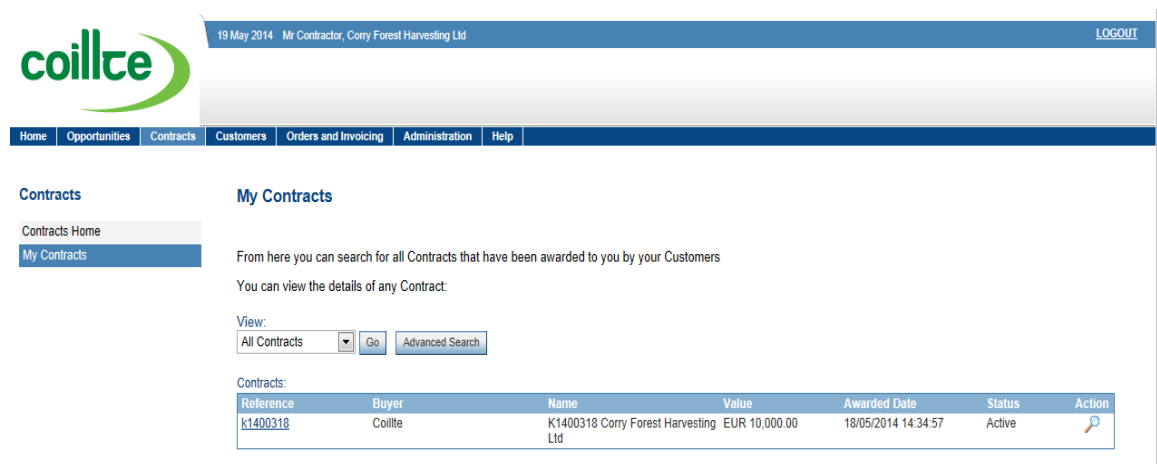 coillte
19 May 2014 Mr Contractor, Corry Forest Harvesting Ltd
LOGOUT
Home Opportunities Contracts Customers Orders and Invoicing Administration Help
Contracts
Contracts Home
My Contracts
My Contracts
From here you can search for all Contracts that have been awarded to you by your Customers
You can view the details of any Contract:
View:
All Contracts Go Advanced Search
Contracts:
Reference Buyer Name Value Awarded Date Status Action
k1400318 Coillte K1400318 Corry Forest Harvesting EUR 10,000.00 18/05/2014 14:34:57 Active
Ltd